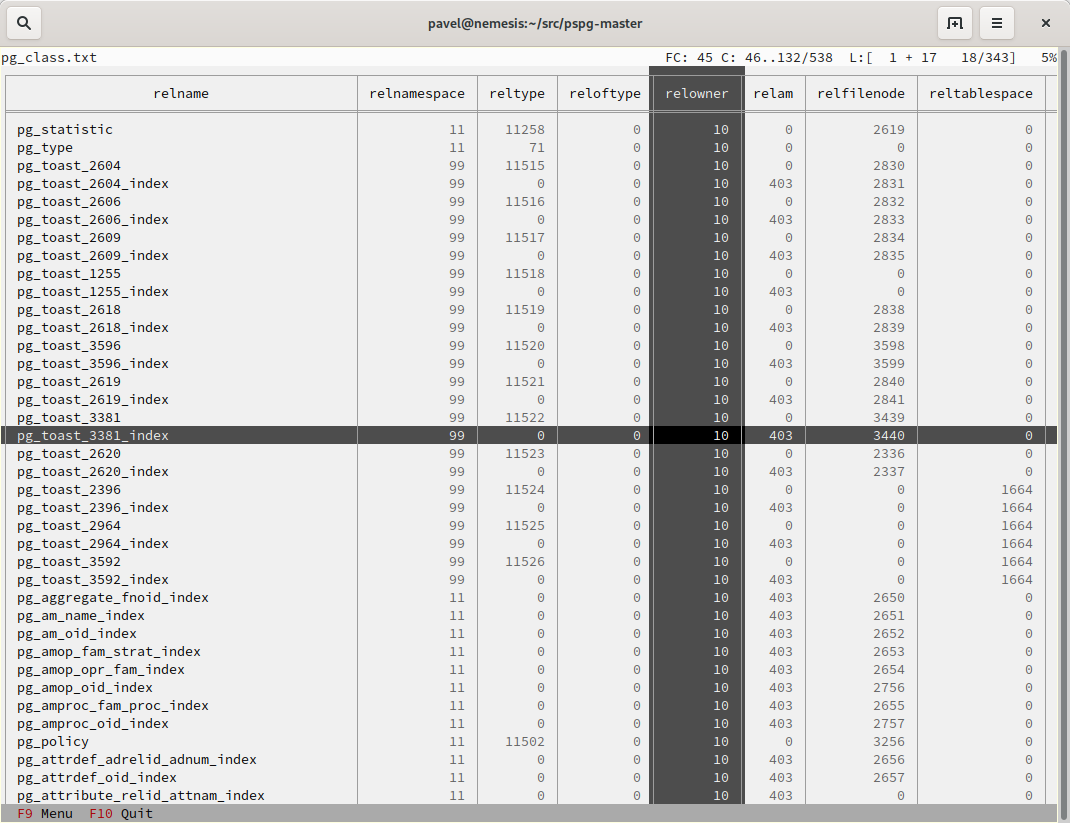 pavel@nemesis:~/src/pspg-master
pg_class.txt FC: 45 C: 46..132/538 L:[ 1 + 17 18/343] 5%
relname relnamespace reltype reloftype relowner relam relfilenode reltablespace
pg_statistic 11 11258 0 10 0 2619 0
pg_type 11 71 0 10 0 0 0
pg_toast_2604 99 11515 0 10 0 2830 0
pg_toast_2604_index 99 0 0 10 403 2831 0
pg_toast_2606 99 11516 0 10 0 2832 0
pg_toast_2606_index 99 0 0 10 403 2833 0
pg_toast_2609 99 11517 0 10 0 2834 0
pg_toast_2609_index 99 0 0 10 403 2835 0
pg_toast_1255 99 11518 0 10 0 0 0
pg_toast_1255_index 99 0 0 10 403 0 0
pg_toast_2618 99 11519 0 10 0 2838 0
pg_toast_2618_index 99 0 0 10 403 2839 0
pg_toast_3596 99 11520 0 10 0 3598 0
pg_toast_3596_index 99 0 0 10 403 3599 0
pg_toast_2619 99 11521 0 10 0 2840 0
pg_toast_2619_index 99 0 0 10 403 2841 0
pg_toast_3381 99 11522 0 10 0 3439 0
pg_toast_3381_index 99 0 0 10 403 3440 0
pg_toast_2620 99 11523 0 10 0 2336 0
pg_toast_2620_index 99 0 0 10 403 2337 0
pg_toast_2396 99 11524 0 10 0 0 1664
pg_toast_2396_index 99 0 0 10 403 0 1664
pg_toast_2964 99 11525 0 10 0 0 1664
pg_toast_2964_index 99 0 0 10 403 0 1664
pg_toast_3592 99 11526 0 10 0 0 1664
pg_toast_3592_index 99 0 0 10 403 0 1664
pg_aggregate_fnoid_index 11 0 0 10 403 2650 0
pg_am_name_index 11 0 0 10 403 2651 0
pg_am_oid_index 11 0 0 10 403 2652 0
pg_amop_fam_strat_index 11 0 0 10 403 2653 0
pg_amop_opr_fam_index 11 0 0 10 403 2654 0
pg_amop_oid_index 11 0 0 10 403 2756 0
pg_amproc_fam_proc_index 11 0 0 10 403 2655 0
pg_amproc_oid_index 11 0 0 10 403 2757 0
pg_policy 11 11502 0 10 0 3256 0
pg_attrdef_adrelid_adnum_index 11 0 0 10 403 2656 0
pg_attrdef_oid_index 11 0 0 10 403 2657 0
pg_attribute_relid_attnam_index 11 0 0 10 403 0 0
F9 Menu F10 Quit